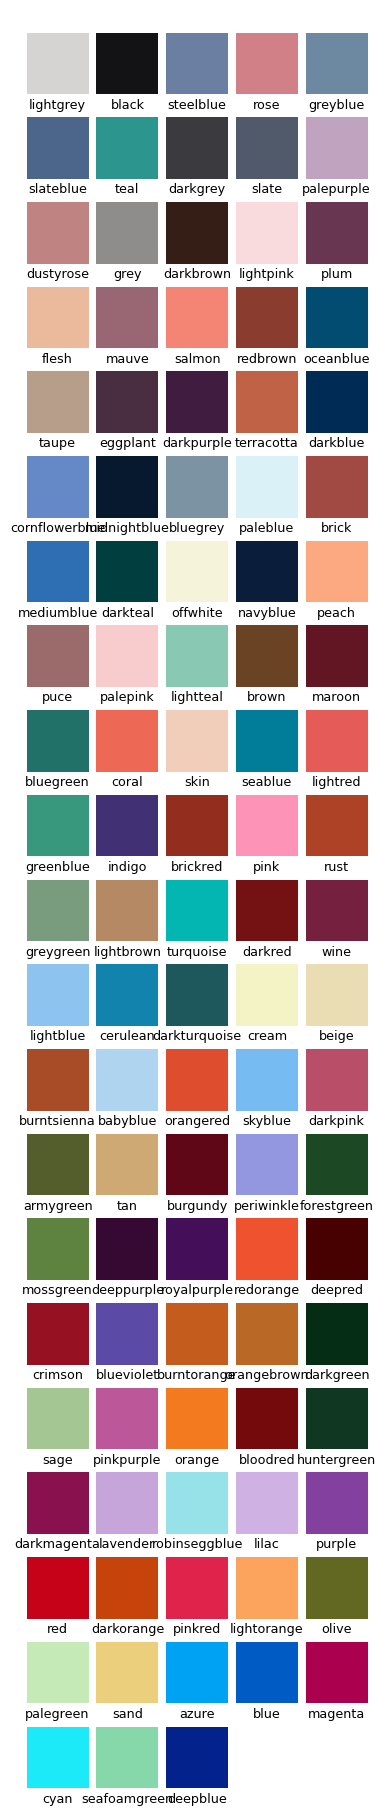 lightgrey black steelblue rose greyblue
slateblue teal darkgrey slate palepurple
dustyrose grey darkbrown lightpink plum
flesh mauve salmon redbrown oceanblue
taupe eggplant darkpurple terracotta darkblue
cornflowerblue midnightblue bluegrey paleblue brick
mediumblue darkteal offwhite navyblue peach
puce palepink lightteal brown maroon
bluegreen coral skin seablue lightred
greenblue indigo brickred pink rust
greygreen lightbrown turquoise darkred wine
lightblue cerulean darkturquoise cream beige
burntsienna babyblue orangered skyblue darkpink
armygreen tan burgundy periwinkle forestgreen
mossgreen deeppurple royalpurple redorange deepred
crimson blueviolet burntorange orangebrown darkgreen
sage pinkpurple orange bloodred huntergreen
darkmagenta lavender robinseggblue lilac purple
red darkorange pinkred lightorange olive
palegreen sand azure blue magenta
cyan seafoamgreen deepblue